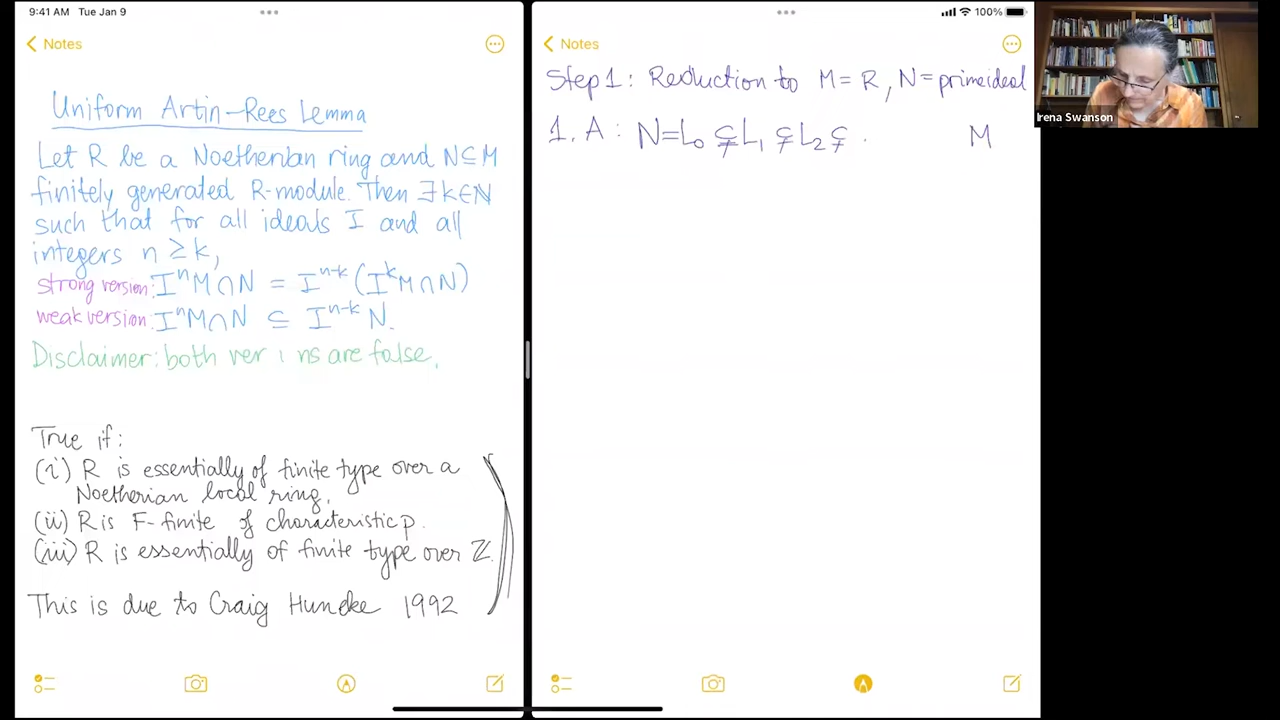 9:41 AM Tue Jan 9
100%
Notes
Uniform Artin-Rees Lemma
Let R be a Noetherian ring and N⊆M
finitely generated R-module. Then ∃k∈ℕ
such that for all ideals I and all
integers n ≥ k,
strong version: IⁿM∩N = Iⁿ⁻ᵏ(IᵏM∩N)
weak version: IⁿM∩N ⊆ Iⁿ⁻ᵏ N.
Disclaimer: both ver ı ns are false.
True if:
(i) R is essentially of finite type over a
Noetherian local ring.
(ii) R is F-finite of characteristic p.
(iii) R is essentially of finite type over ℤ.
This is due to Craig Huneke 1992
Notes
Step 1: Reduction to M=R, N=prime ideal
1. A: N=L₀ ⊊ L₁ ⊊ L₂ ⊊ . M
Irena Swanson